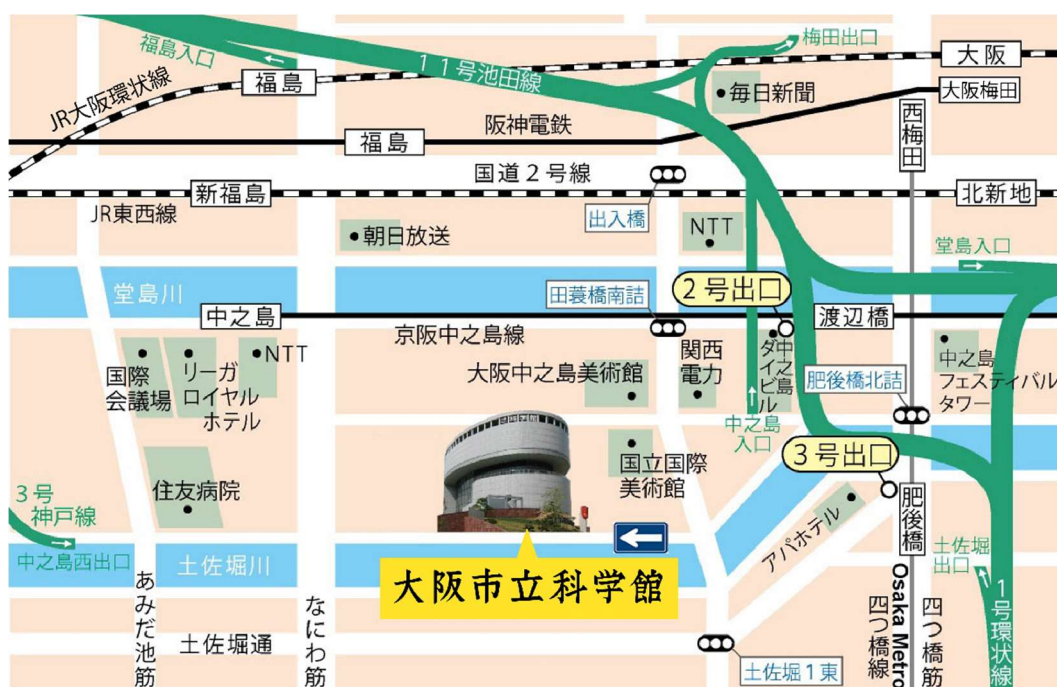 福島入口
梅田出口
11号池田線
大阪
JR大阪環状線
福島
毎日新聞
大阪梅田
阪神電鉄
福島
西梅田
国道2号線
新福島
北新地
JR東西線
出入橋
NTT
朝日放送
堂島入口
堂島川
田蓑橋南詰
2号出口
中之島
京阪中之島線
渡辺橋
国際
会議場
リーガ
ロイヤル
ホテル
NTT
大阪中之島美術館
関西
電力
中之島
ダイビル
中之島
フェスティバル
タワー
肥後橋北詰
中之島
入口
国立国際
美術館
3号出口
住友病院
3号
神戸線
アパホテル
肥後橋
中之島西出口
土佐堀川
土佐堀
出口
大阪市立科学館
あみだ池筋
なにわ筋
土佐堀通
土佐堀1東
四つ橋線
Osaka Metro
四つ橋筋
1号環状線